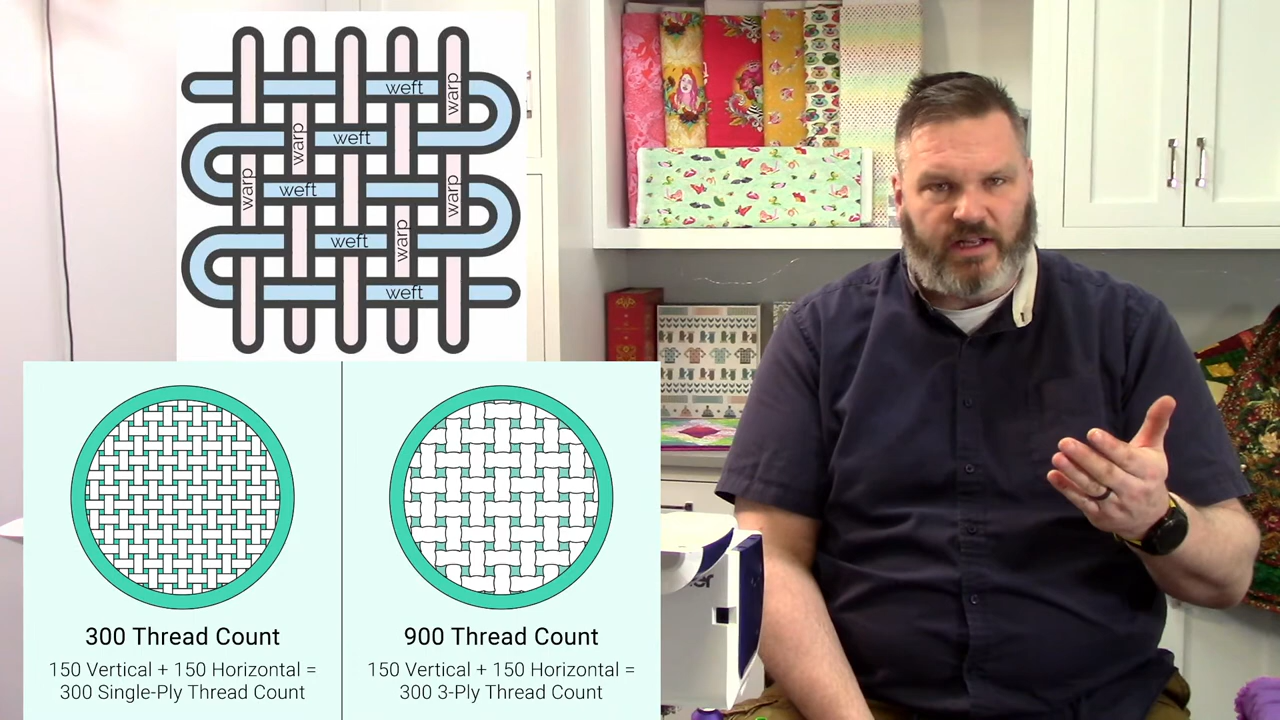 weft
warp
weft
warp
weft
warp
warp
weft
warp
weft
300 Thread Count
150 Vertical + 150 Horizontal =
300 Single-Ply Thread Count
900 Thread Count
150 Vertical + 150 Horizontal =
300 3-Ply Thread Count